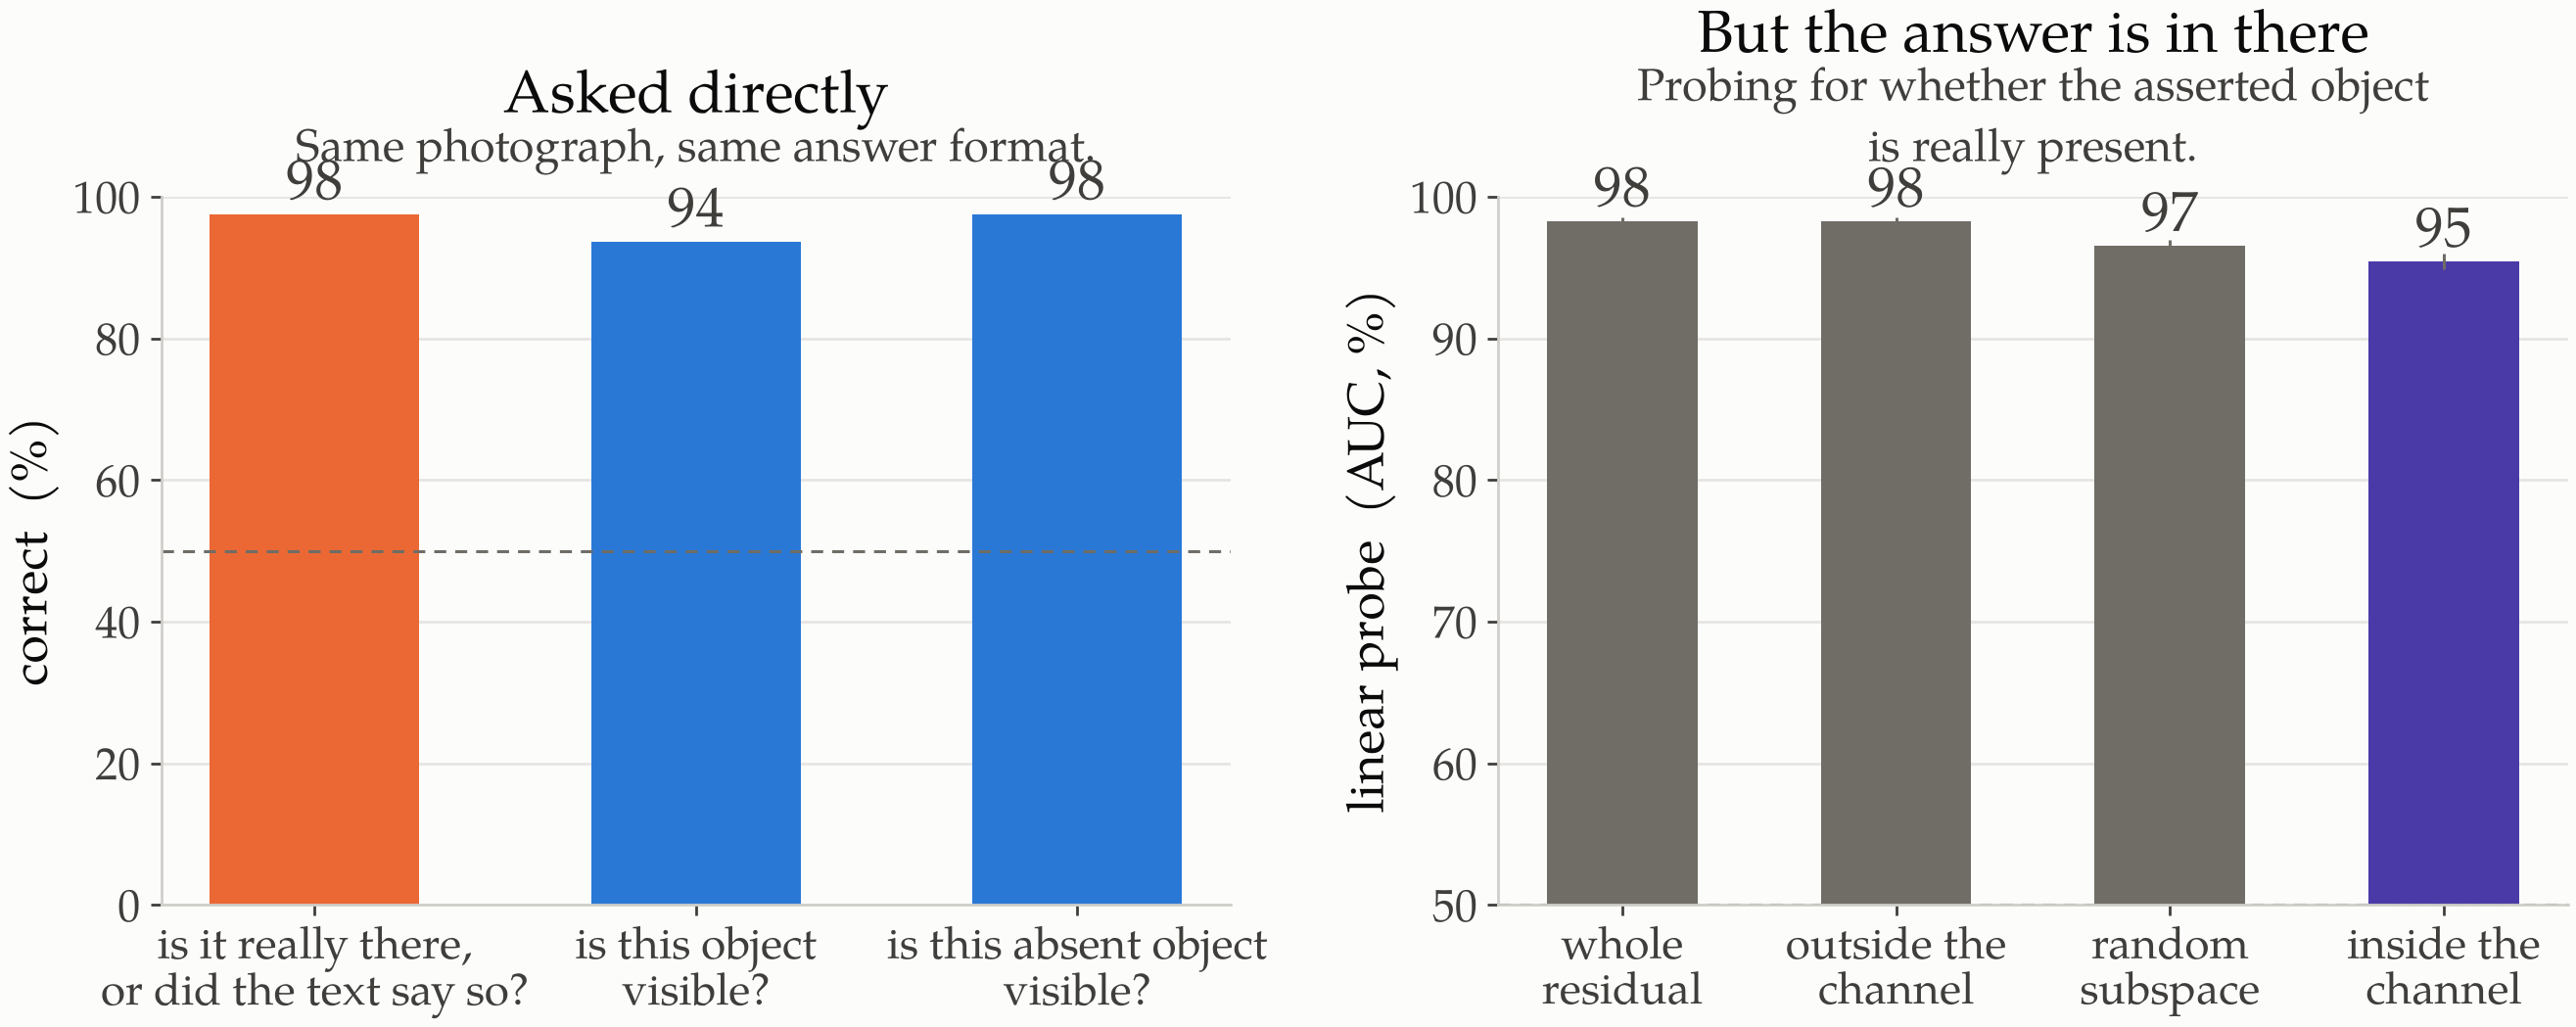 Asked directly
Same photograph, same answer format.
98
94
98
100
80
60
40
20
0
correct (%)
is it really there,
or did the text say so?
is this object
visible?
is this absent object
visible?
But the answer is in there
Probing for whether the asserted object
is really present.
98
98
97
95
100
90
80
70
60
50
linear probe (AUC, %)
whole
residual
outside the
channel
random
subspace
inside the
channel